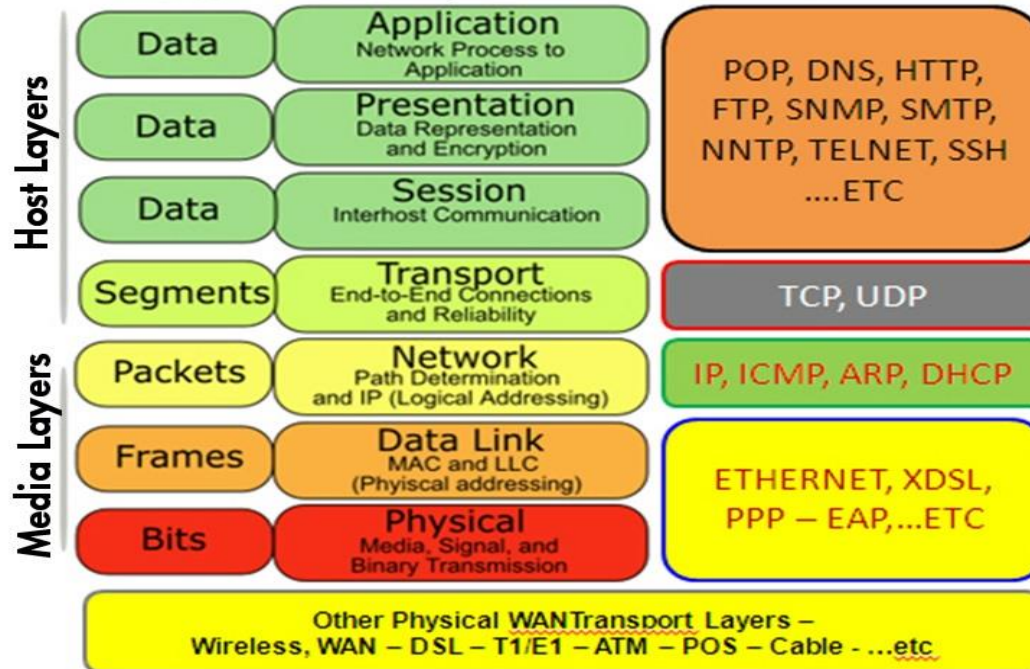 Host Layers
Data
Application
Network Process to
Application
Data
Presentation
Data Representation
and Encryption
Data
Session
Interhost Communication
POP, DNS, HTTP,
FTP, SNMP, SMTP,
NNTP, TELNET, SSH
....ETC
Segments
Transport
End-to-End Connections
and Reliability
TCP, UDP
Media Layers
Packets
Network
Path Determination
and IP (Logical Addressing)
IP, ICMP, ARP, DHCP
Frames
Data Link
MAC and LLC
(Phyiscal addressing)
Bits
Physical
Media, Signal, and
Binary Transmission
ETHERNET, XDSL,
PPP – EAP,...ETC
Other Physical WANTransport Layers –
Wireless, WAN – DSL – T1/E1 – ATM – POS – Cable - ...etc